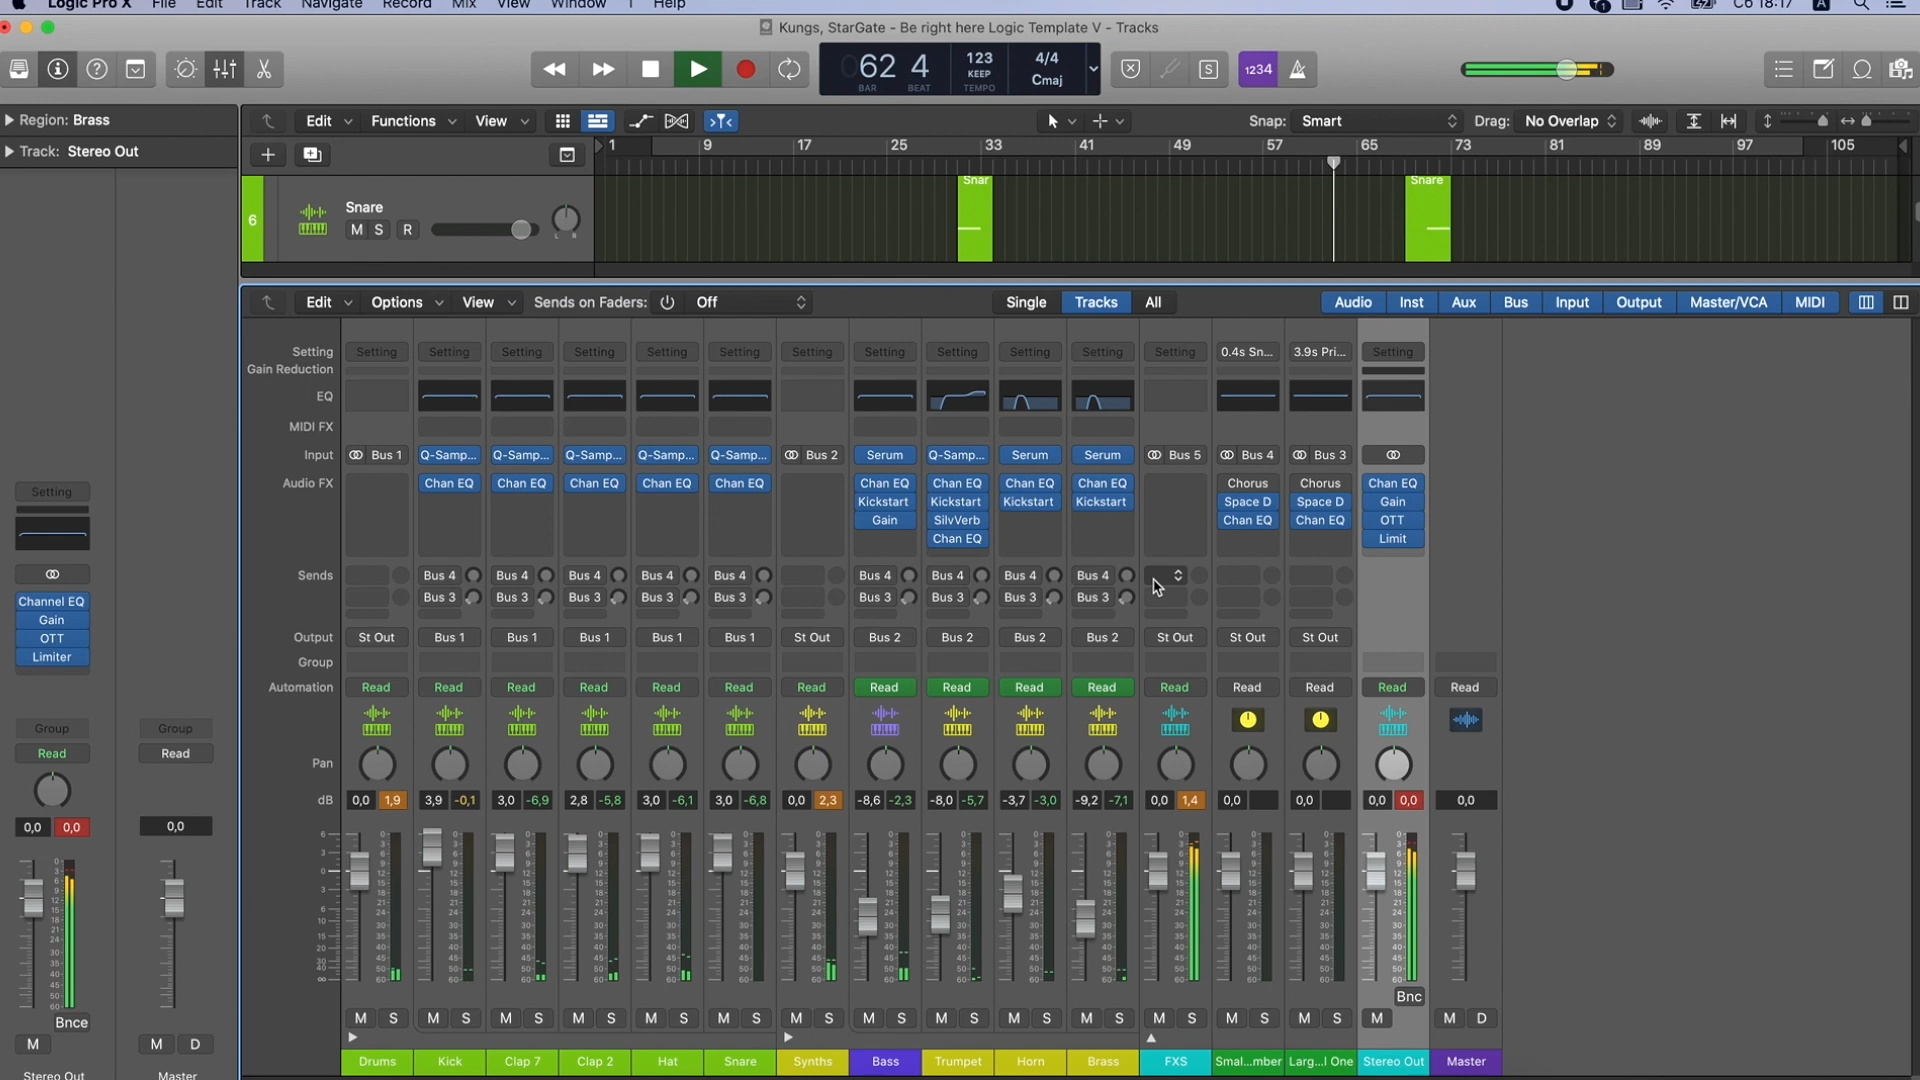 Logic Pro X File Edit Track Navigate Record Mix View Window 1 Help Сб 18:17 A
Kungs, StarGate - Be right here Logic Template V - Tracks
62 4 123 KEEP 4/4 Cmaj S 1234
BAR BEAT TEMPO
Region: Brass
Edit Functions View Snap: Smart Drag: No Overlap
Track: Stereo Out
1 9 17 25 33 41 49 57 65 73 81 89 97 105
6 Snare Snar Snare
M S R L R
Edit Options View Sends on Faders: Off Single Tracks All Audio Inst Aux Bus Input Output Master/VCA MIDI
Setting Setting Setting Setting Setting Setting Setting Setting Setting Setting Setting Setting Setting 0.4s Sn... 3.9s Pri... Setting
Gain Reduction
EQ
MIDI FX
Input Bus 1 Q-Samp... Q-Samp... Q-Samp... Q-Samp... Q-Samp... Bus 2 Serum Q-Samp... Serum Serum Bus 5 Bus 4 Bus 3
Audio FX Chan EQ Chan EQ Chan EQ Chan EQ Chan EQ Chan EQ Chan EQ Chan EQ Chan EQ Chorus Chorus Chan EQ
Kickstart Kickstart Kickstart Kickstart Space D Space D Gain
Gain SilvVerb Chan EQ Chan EQ OTT
Chan EQ Limit
Sends Bus 4 Bus 4 Bus 4 Bus 4 Bus 4 Bus 4 Bus 4 Bus 4 Bus 4
Bus 3 Bus 3 Bus 3 Bus 3 Bus 3 Bus 3 Bus 3 Bus 3 Bus 3
Output St Out Bus 1 Bus 1 Bus 1 Bus 1 Bus 1 St Out Bus 2 Bus 2 Bus 2 Bus 2 St Out St Out St Out
Group
Automation Read Read Read Read Read Read Read Read Read Read Read Read Read Read Read Read
Pan
dB 0,0 1,9 3,9 -0,1 3,0 -6,9 2,8 -5,8 3,0 -6,1 3,0 -6,8 0,0 2,3 -8,6 -2,3 -8,0 -5,7 -3,7 -3,0 -9,2 -7,1 0,0 1,4 0,0 0,0 0,0 0,0 0,0
Bnc
M S M S M S M S M S M S M S M S M S M S M S M S M S M S M M D
Drums Kick Clap 7 Clap 2 Hat Snare Synths Bass Trumpet Horn Brass FXS Smal...mber Larg...l One Stereo Out Master
Setting
Channel EQ
Gain
OTT
Limiter
Group Group
Read Read
0,0 0,0 0,0
Bnce
M M D
Stereo Out Master